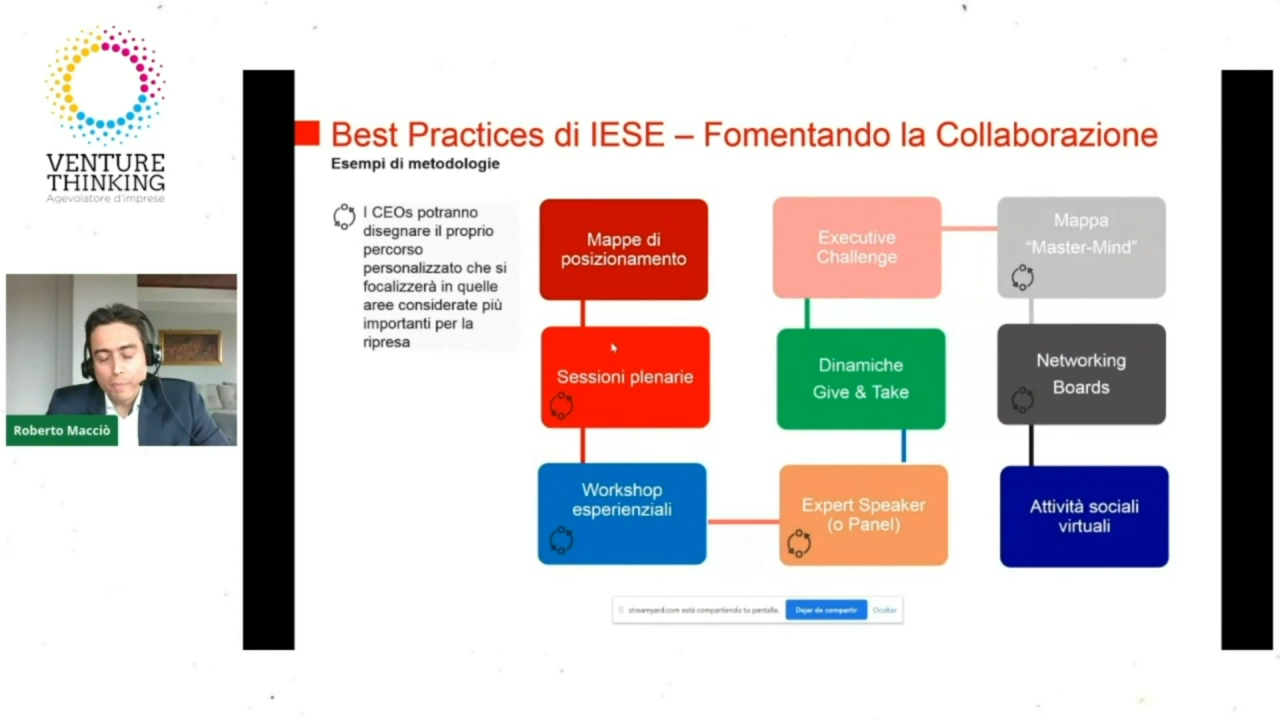 VENTURE
THINKING
Agevolatore d'imprese
Roberto Macciò
Best Practices di IESE – Fomentando la Collaborazione
Esempi di metodologie
I CEOs potranno
disegnare il proprio
percorso
personalizzato che si
focalizzerà in quelle
aree considerate più
importanti per la
ripresa
Mappe di
posizionamento
Sessioni plenarie
Workshop
esperienziali
Executive
Challenge
Dinamiche
Give & Take
Expert Speaker
(o Panel)
Mappa
“Master-Mind”
Networking
Boards
Attività sociali
virtuali
streamyard.com está compartiendo tu pantalla.
Dejar de compartir
Ocultar